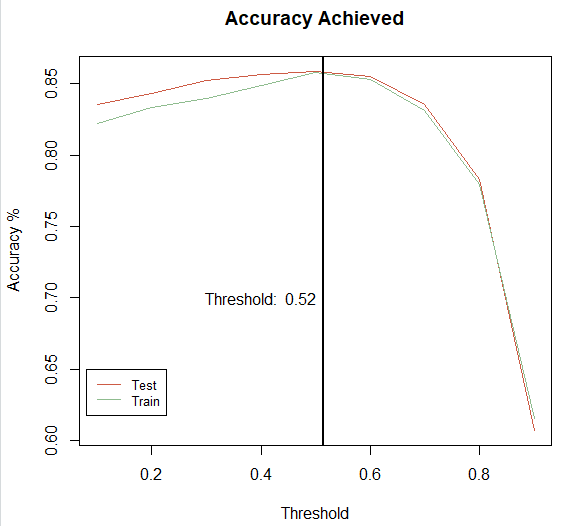 Accuracy Achieved
Accuracy %
0.85
0.80
0.75
0.70
0.65
0.60
Threshold: 0.52
Test
Train
0.2 0.4 0.6 0.8
Threshold